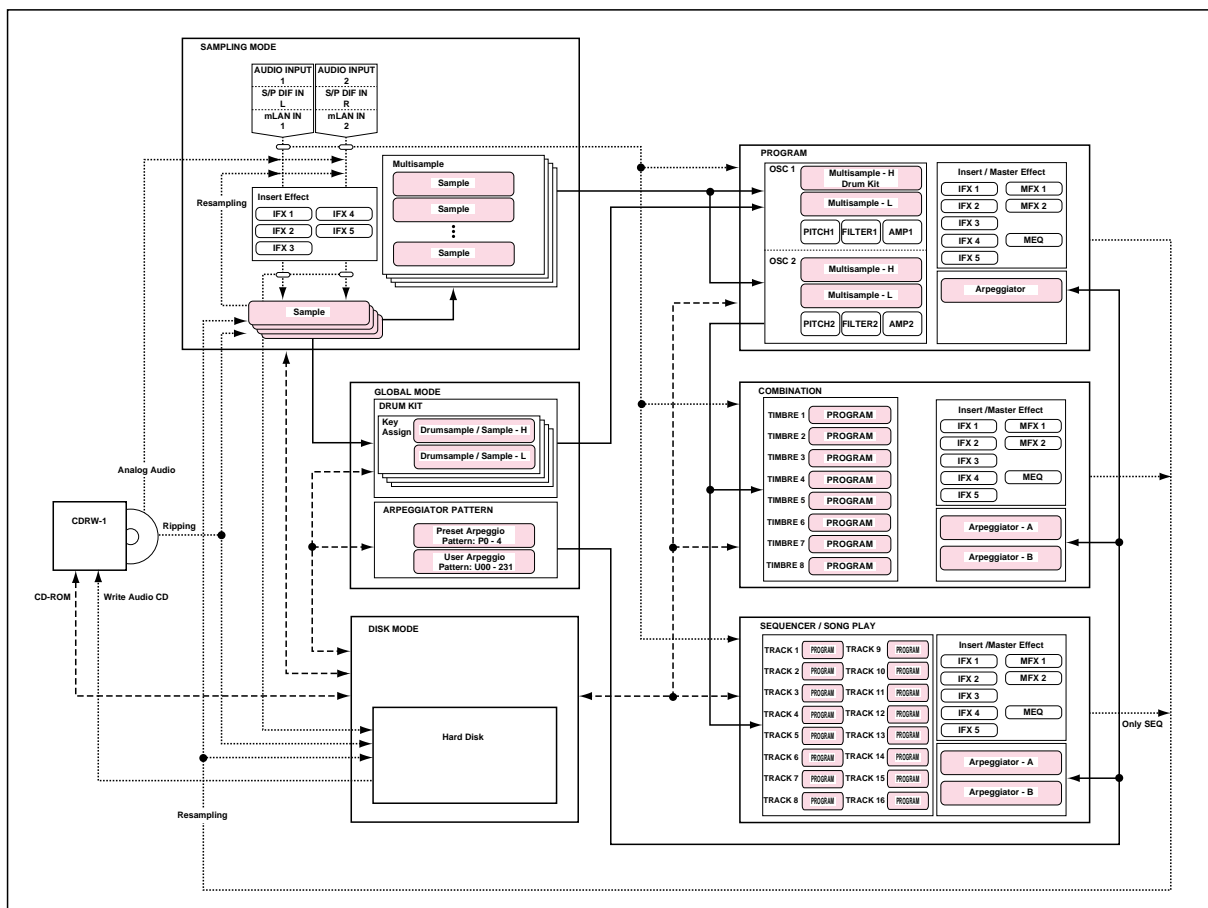 SAMPLING MODE
AUDIO INPUT
1
S/P DIF IN
L
mLAN IN
1
AUDIO INPUT
2
S/P DIF IN
R
mLAN IN
2
Resampling
Insert Effect
IFX 1
IFX 4
IFX 2
IFX 5
IFX 3
Multisample
Sample
Sample
Sample
Sample
GLOBAL MODE
DRUM KIT
Key
Assign
Drumsample / Sample - H
Drumsample / Sample - L
ARPEGGIATOR PATTERN
Preset Arpeggio
Pattern: P0 - 4
User Arpeggio
Pattern: U00 - 231
Analog Audio
CDRW-1
Ripping
CD-ROM
Write Audio CD
DISK MODE
Hard Disk
Resampling
PROGRAM
OSC 1
Multisample - H
Drum Kit
Multisample - L
PITCH1
FILTER1
AMP1
OSC 2
Multisample - H
Multisample - L
PITCH2
FILTER2
AMP2
Insert / Master Effect
IFX 1
MFX 1
IFX 2
MFX 2
IFX 3
IFX 4
MEQ
IFX 5
Arpeggiator
COMBINATION
TIMBRE 1
PROGRAM
TIMBRE 2
PROGRAM
TIMBRE 3
PROGRAM
TIMBRE 4
PROGRAM
TIMBRE 5
PROGRAM
TIMBRE 6
PROGRAM
TIMBRE 7
PROGRAM
TIMBRE 8
PROGRAM
Insert /Master Effect
IFX 1
MFX 1
IFX 2
MFX 2
IFX 3
IFX 4
MEQ
IFX 5
Arpeggiator - A
Arpeggiator - B
SEQUENCER / SONG PLAY
TRACK 1
PROGRAM
TRACK 9
PROGRAM
TRACK 2
PROGRAM
TRACK 10
PROGRAM
TRACK 3
PROGRAM
TRACK 11
PROGRAM
TRACK 4
PROGRAM
TRACK 12
PROGRAM
TRACK 5
PROGRAM
TRACK 13
PROGRAM
TRACK 6
PROGRAM
TRACK 14
PROGRAM
TRACK 7
PROGRAM
TRACK 15
PROGRAM
TRACK 8
PROGRAM
TRACK 16
PROGRAM
Insert /Master Effect
IFX 1
MFX 1
IFX 2
MFX 2
IFX 3
IFX 4
MEQ
IFX 5
Arpeggiator - A
Arpeggiator - B
Only SEQ